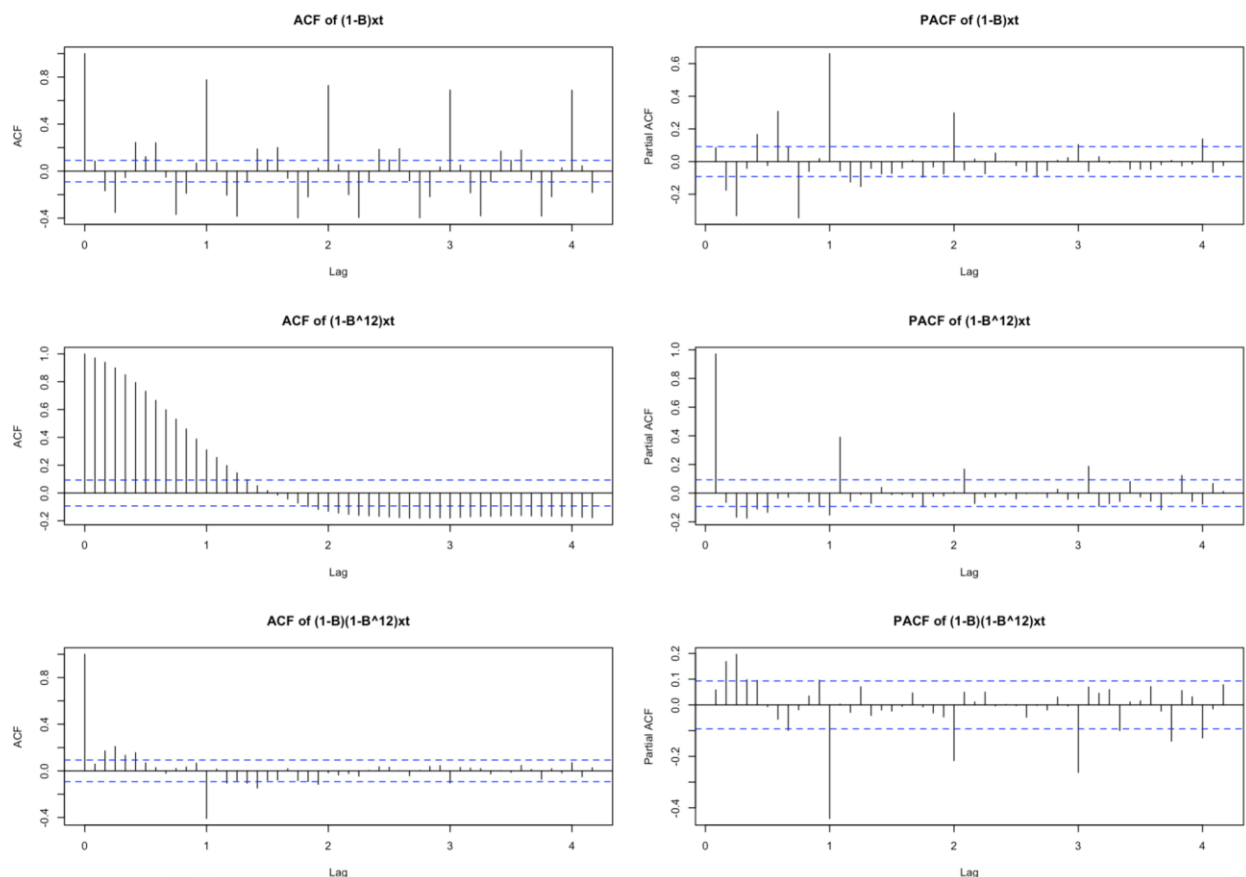 ACF of (1-B)xt
ACF
0.8
0.4
0.0
-0.4
0 1 2 3 4
Lag
PACF of (1-B)xt
Partial ACF
0.6
0.4
0.2
0.0
-0.2
0 1 2 3 4
Lag
ACF of (1-B^12)xt
ACF
1.0
0.8
0.6
0.4
0.2
0.0
-0.2
0 1 2 3 4
Lag
PACF of (1-B^12)xt
Partial ACF
1.0
0.8
0.6
0.4
0.2
0.0
-0.2
0 1 2 3 4
Lag
ACF of (1-B)(1-B^12)xt
ACF
0.8
0.4
0.0
-0.4
0 1 2 3 4
Lag
PACF of (1-B)(1-B^12)xt
Partial ACF
0.2
0.1
0.0
-0.2
-0.4
0 1 2 3 4
Lag